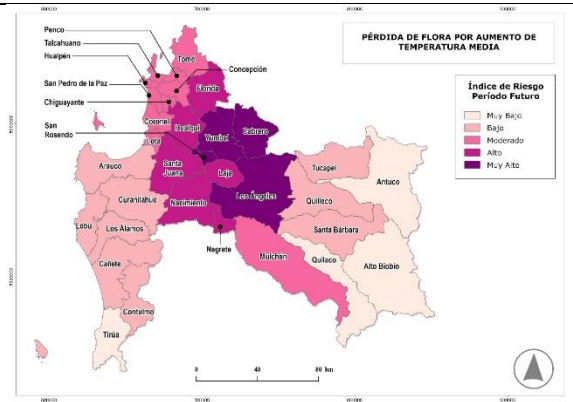 PÉRDIDA DE FLORA POR AUMENTO DE
TEMPERATURA MEDIA
Índice de Riesgo
Período Futuro
Muy Bajo
Bajo
Moderado
Alto
Muy Alto
Penco
Talcahuano
Hualpén
San Pedro de la Paz
Chiguayante
San
Rosendo
Tomé
Concepción
Florida
Coronel
Hualqui
Lota
Yumbel
Cabrero
Arauco
Santa
Juana
Laja
Tucapel
Antuco
Curanilahue
Nacimiento
Los Ángeles
Quilleco
Lebu
Los Álamos
Santa Bárbara
Negrete
Cañete
Mulchen
Quilaco
Alto Biobío
Contulmo
Tirúa
0
40
80 km